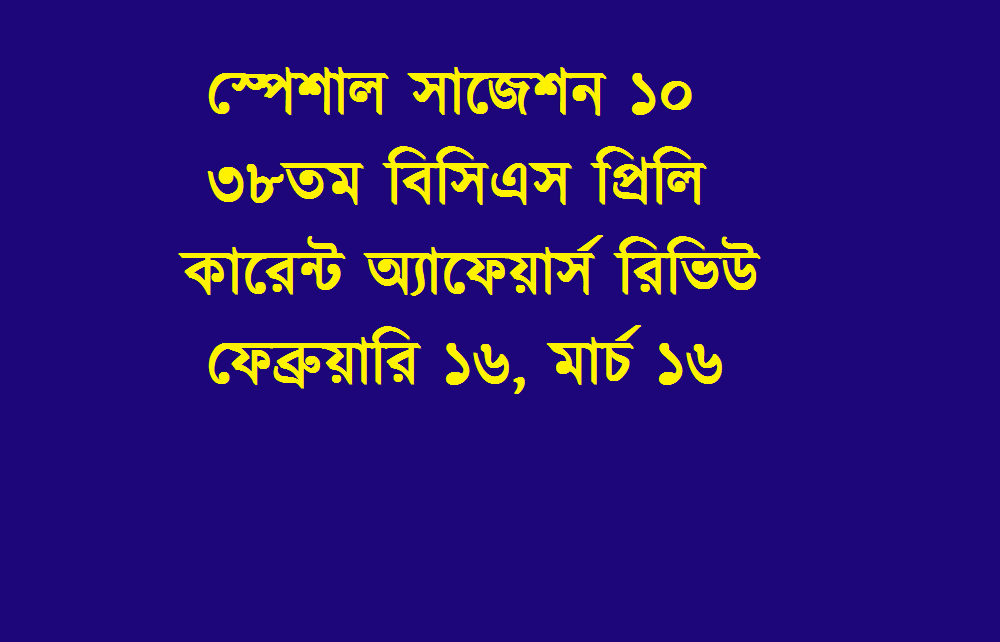 স্পেশাল সাজেশন ১০
৩৮তম বিসিএস প্রিলি
কারেন্ট অ্যাফেয়ার্স রিভিউ
ফেব্রুয়ারি ১৬, মার্চ ১৬